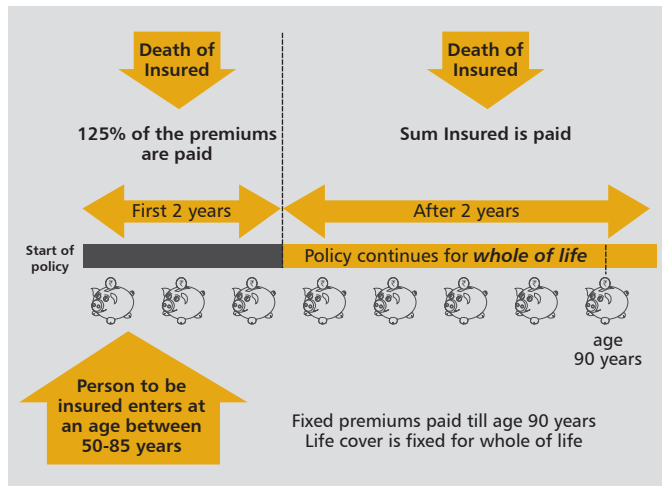 Death of
Insured
Death of
Insured
125% of the premiums
are paid
Sum Insured is paid
First 2 years
After 2 years
Start of
policy
Policy continues for whole of life
age
90 years
Person to be
insured enters at
an age between
50-85 years
Fixed premiums paid till age 90 years
Life cover is fixed for whole of life